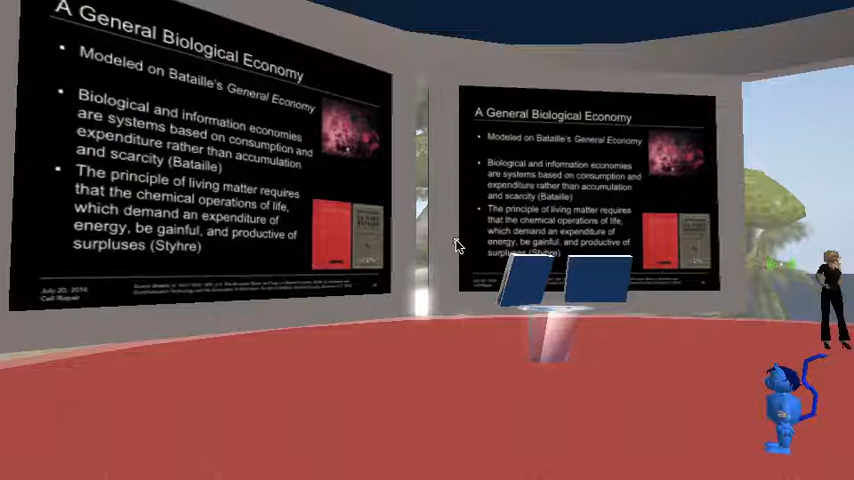 A General Biological Economy
Modeled on Bataille's General Economy
Biological and information economies
are systems based on consumption and
expenditure rather than accumulation
and scarcity (Bataille)
The principle of living matter requires
that the chemical operations of life,
which demand an expenditure of
energy, be gainful, and productive of
surpluses (Styhre)
July 20, 2016
Cell Repair
A General Biological Economy
Modeled on Bataille's General Economy
Biological and information economies
are systems based on consumption and
expenditure rather than accumulation
and scarcity (Bataille)
The principle of living matter requires
that the chemical operations of life,
which demand an expenditure of
energy, be gainful, and productive of
surpluses (Styhre)